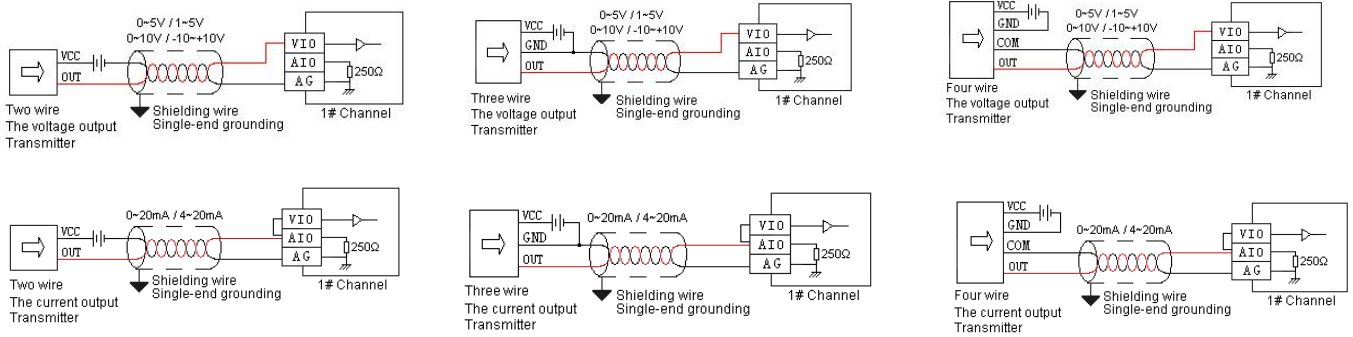 0~5V / 1~5V
0~10V / -10~+10V
VCC
OUT
VI0
AI0
AG
250Ω
Two wire
The voltage output
Transmitter
Shielding wire
Single-end grounding
1# Channel
0~5V / 1~5V
0~10V / -10~+10V
VCC
GND
OUT
VI0
AI0
AG
250Ω
Three wire
The voltage output
Transmitter
Shielding wire
Single-end grounding
1# Channel
0~5V / 1~5V
0~10V / -10~+10V
VCC
GND
COM
OUT
VI0
AI0
AG
250Ω
Four wire
The voltage output
Transmitter
Shielding wire
Single-end grounding
1# Channel
0~20mA / 4~20mA
VCC
OUT
VI0
AI0
AG
250Ω
Two wire
The current output
Transmitter
Shielding wire
Single-end grounding
1# Channel
0~20mA / 4~20mA
VCC
GND
OUT
VI0
AI0
AG
250Ω
Three wire
The current output
Transmitter
Shielding wire
Single-end grounding
1# Channel
0~20mA / 4~20mA
VCC
GND
COM
OUT
VI0
AI0
AG
250Ω
Four wire
The current output
Transmitter
Shielding wire
Single-end grounding
1# Channel